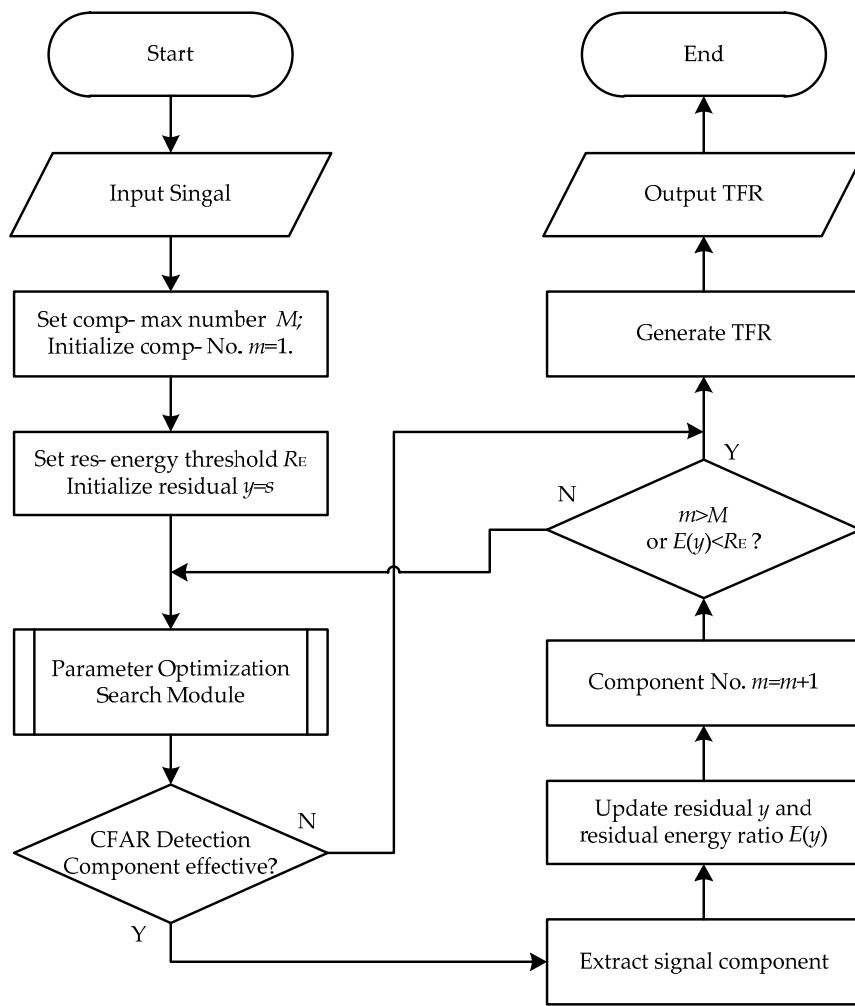 Start
Input Singal
Set comp- max number M;
Initialize comp- No. m=1.
Set res- energy threshold RE
Initialize residual y=s
Parameter Optimization
Search Module
CFAR Detection
Component effective?
N
Y
Extract signal component
Update residual y and
residual energy ratio E(y)
Component No. m=m+1
m>M
or E(y)<RE ?
N
Y
Generate TFR
Output TFR
End